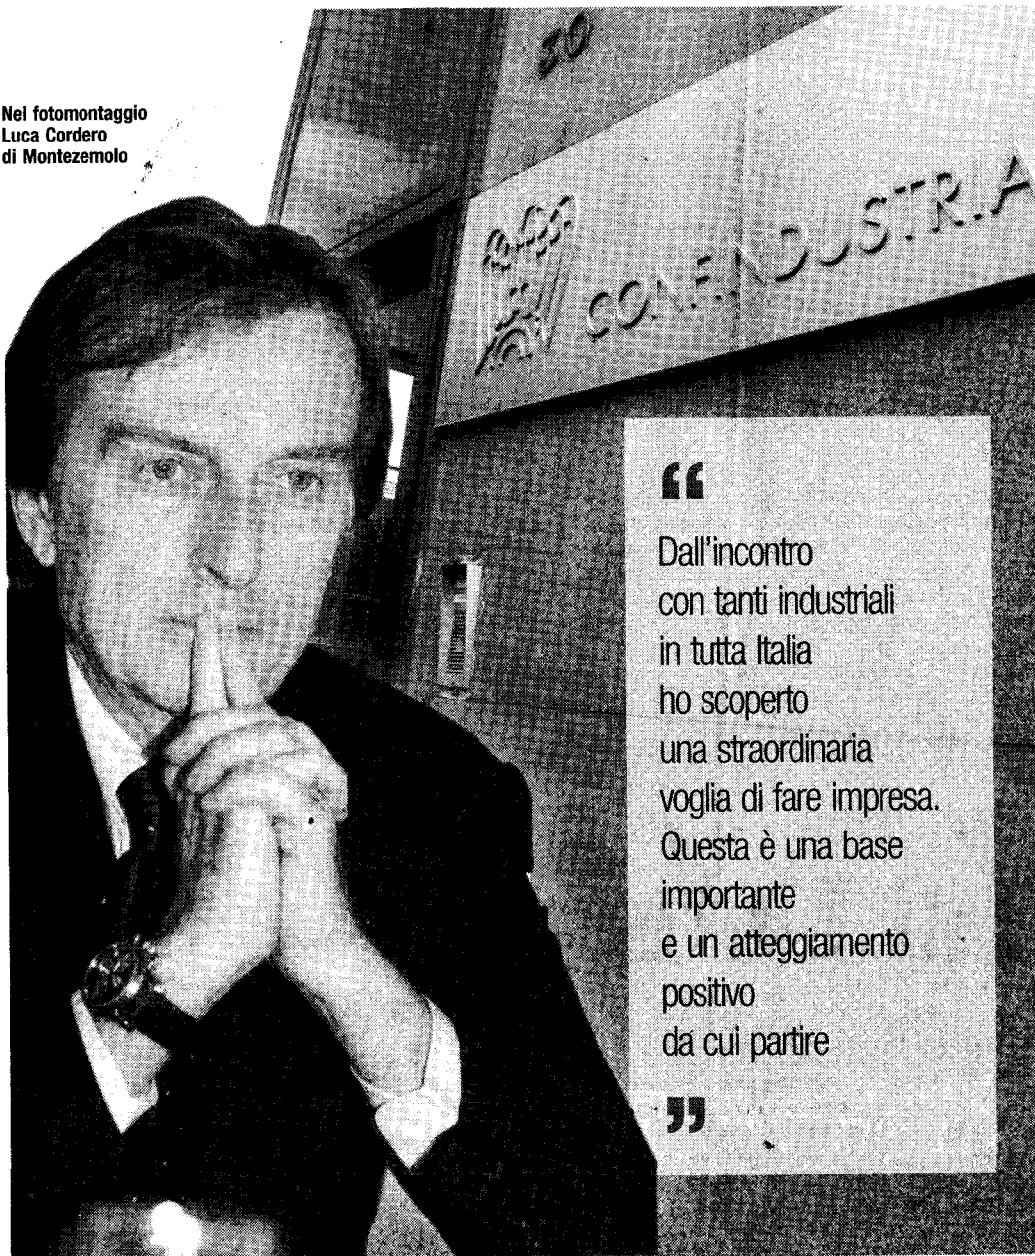 Nel fotomontaggio
Luca Cordero
di Montezemolo
30
CONFINDUSTRIA
“
Dall'incontro
con tanti industriali
in tutta Italia
ho scoperto
una straordinaria
voglia di fare impresa.
Questa è una base
importante
e un atteggiamento
positivo
da cui partire
”